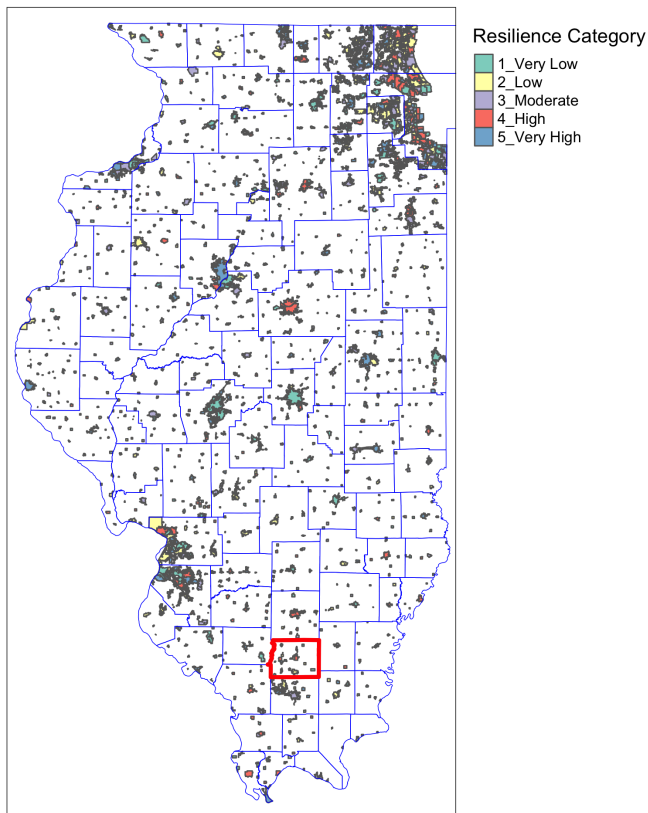 Resilience Category
1_Very Low
2_Low
3_Moderate
4_High
5_Very High